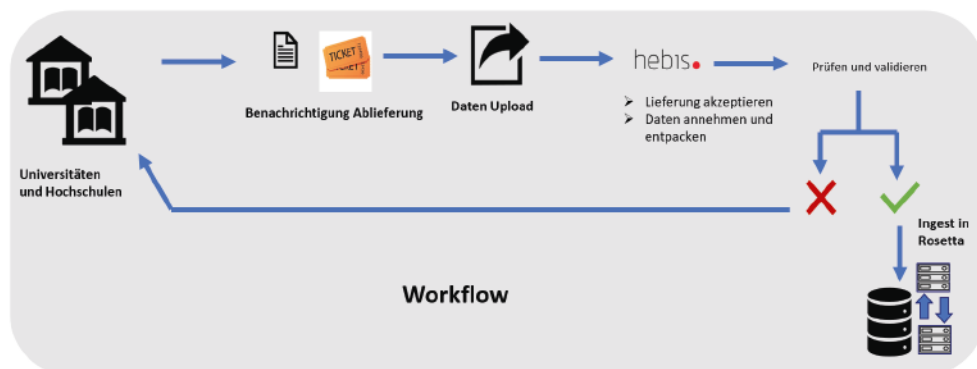 TICKET
Benachrichtigung Ablieferung
Daten Upload
hebis.
➢ Lieferung akzeptieren
➢ Daten annehmen und
entpacken
Prüfen und validieren
Universitäten
und Hochschulen
Ingest in
Rosetta
Workflow